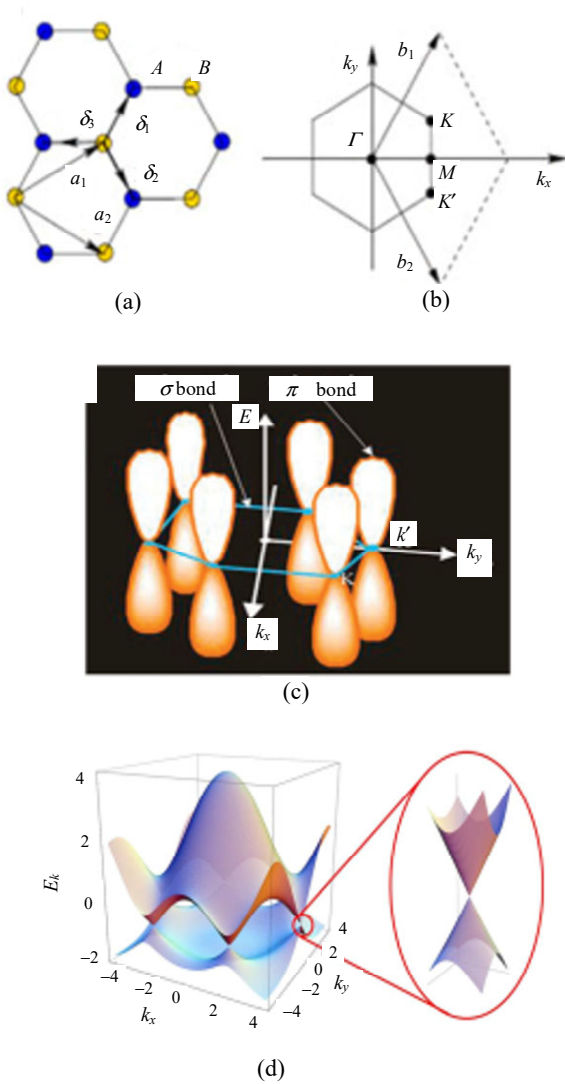 A B
δ3 δ1
δ2
a1
a2
(a)
ky b1
K
Γ
M
kx
K′
b2
(b)
σ bond π bond
E
k′
ky
K
kx
(c)
4
2
Ek
0
−2
−4 −2 0 2 4
kx
−4 −2 0 2 4
ky
(d)